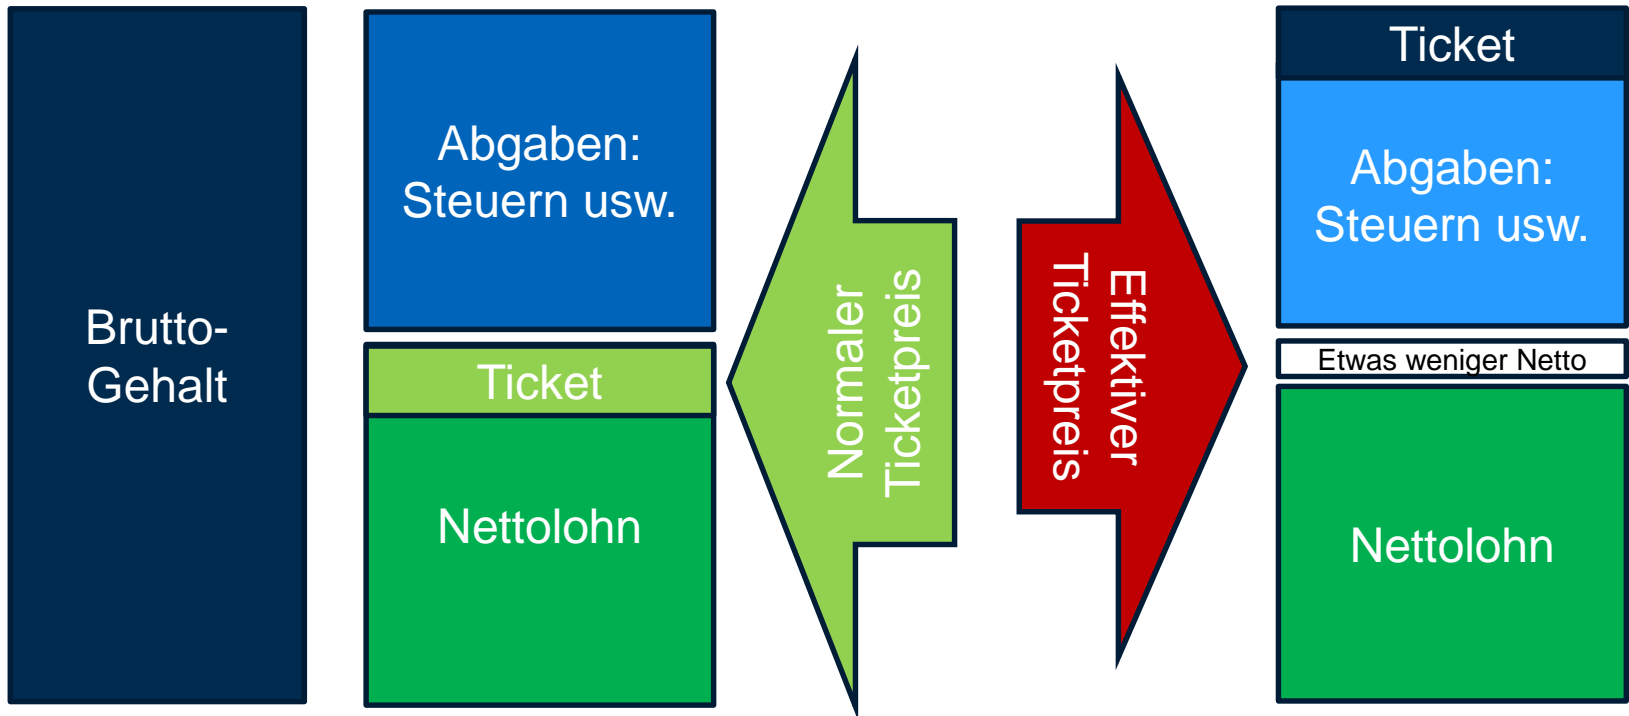 Brutto-
Gehalt
Abgaben:
Steuern usw.
Ticket
Nettolohn
Normaler
Ticketpreis
Effektiver
Ticketpreis
Ticket
Abgaben:
Steuern usw.
Etwas weniger Netto
Nettolohn